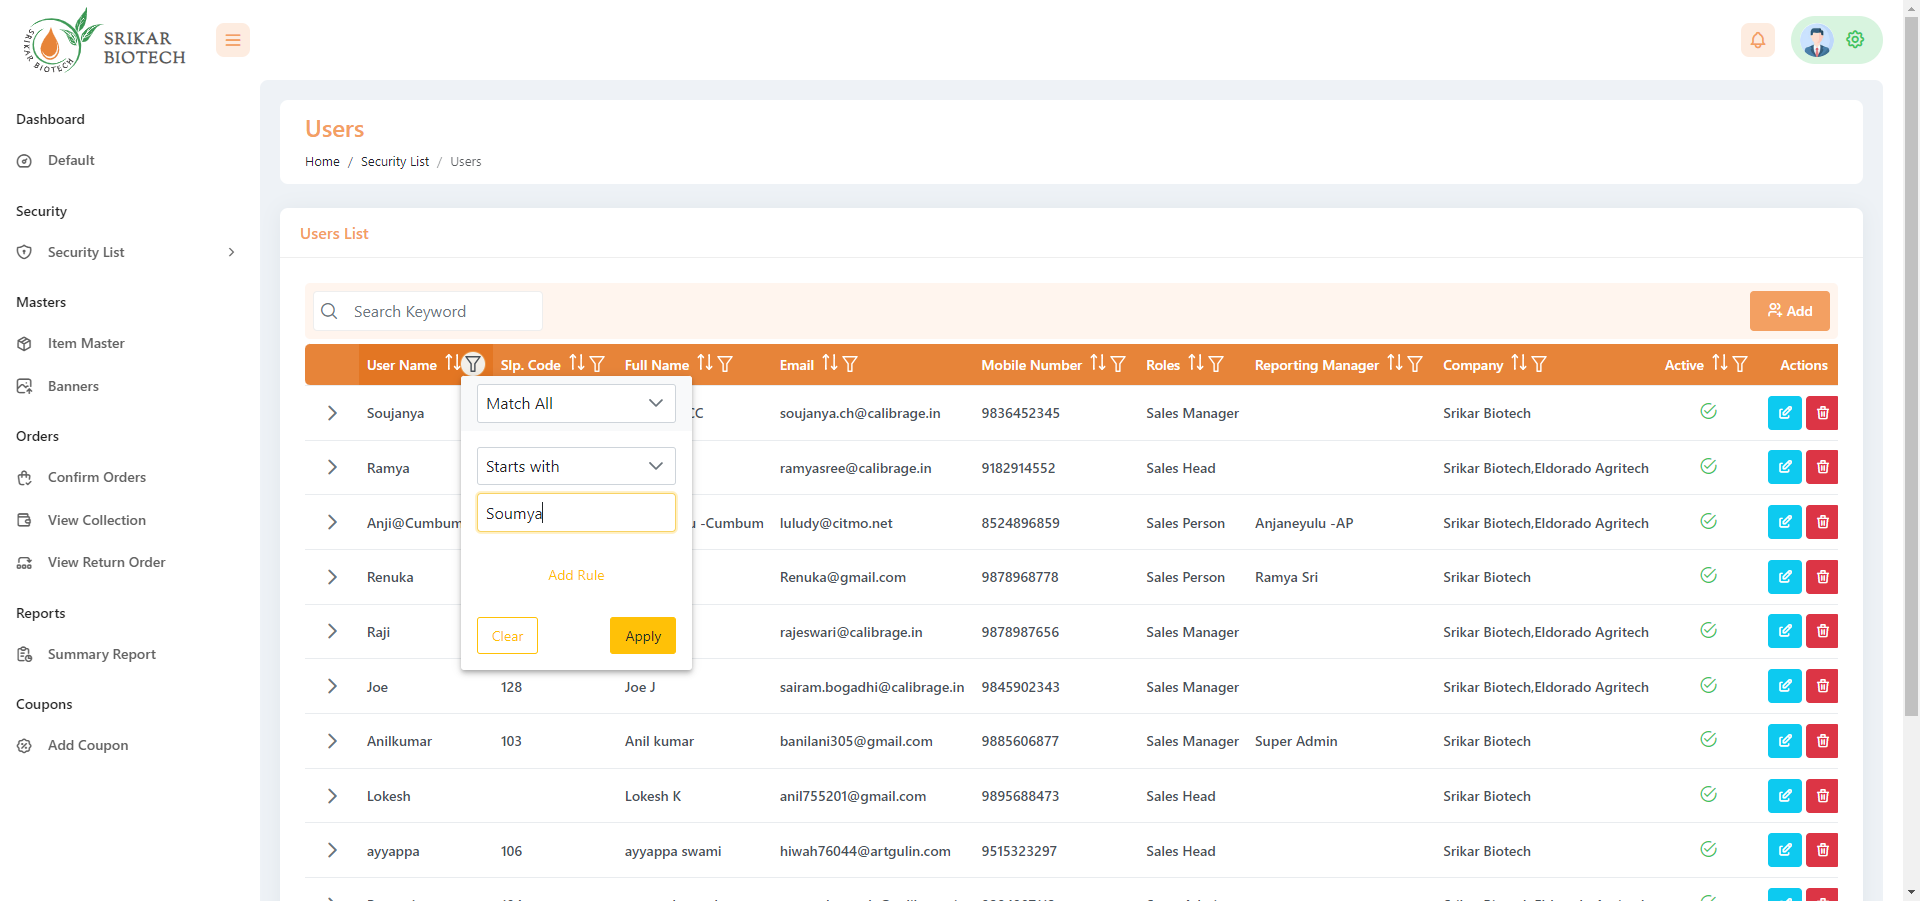 SRIKAR BIOTECH
SRIKAR
BIOTECH
Dashboard
Default
Security
Security List
Masters
Item Master
Banners
Orders
Confirm Orders
View Collection
View Return Order
Reports
Summary Report
Coupons
Add Coupon
Users
Home / Security List / Users
Users List
Search Keyword
Add
User Name Slp. Code Full Name Email Mobile Number Roles Reporting Manager Company Active Actions
Match All
Starts with
Soumya
Add Rule
Clear Apply
Soujanya CC soujanya.ch@calibrage.in 9836452345 Sales Manager Srikar Biotech
Ramya ramyasree@calibrage.in 9182914552 Sales Head Srikar Biotech,Eldorado Agritech
Anji@Cumbum u -Cumbum luludy@citmo.net 8524896859 Sales Person Anjaneyulu -AP Srikar Biotech,Eldorado Agritech
Renuka Renuka@gmail.com 9878968778 Sales Person Ramya Sri Srikar Biotech
Raji rajeswari@calibrage.in 9878987656 Sales Manager Srikar Biotech,Eldorado Agritech
Joe 128 Joe J sairam.bogadhi@calibrage.in 9845902343 Sales Manager Srikar Biotech,Eldorado Agritech
Anilkumar 103 Anil kumar banilani305@gmail.com 9885606877 Sales Manager Super Admin Srikar Biotech
Lokesh Lokesh K anil755201@gmail.com 9895688473 Sales Head Srikar Biotech
ayyappa 106 ayyappa swami hiwah76044@artgulin.com 9515323297 Sales Head Srikar Biotech